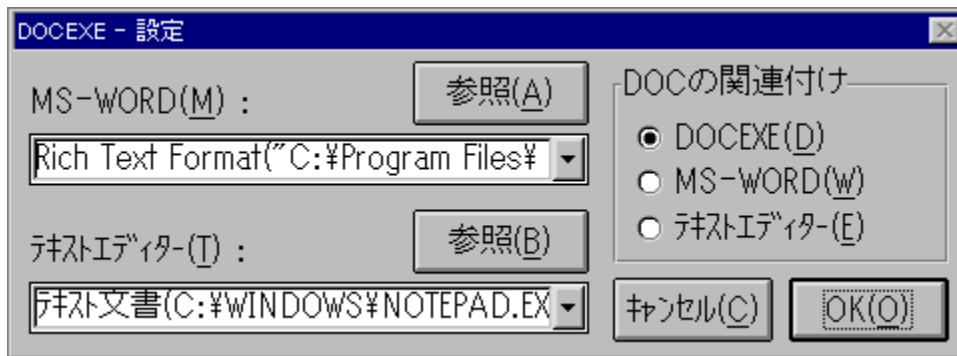 DOCEXE - 設定
MS-WORD(M) :
参照(A)
Rich Text Format("C:¥Program Files¥
ﾃｷｽﾄｴﾃﾞｨﾀｰ(T) :
参照(B)
ﾃｷｽﾄ文書(C:¥WINDOWS¥NOTEPAD.EX
DOCの関連付け
DOCEXE(D)
MS-WORD(W)
ﾃｷｽﾄｴﾃﾞｨﾀｰ(E)
ｷｬﾝｾﾙ(C)
OK(O)